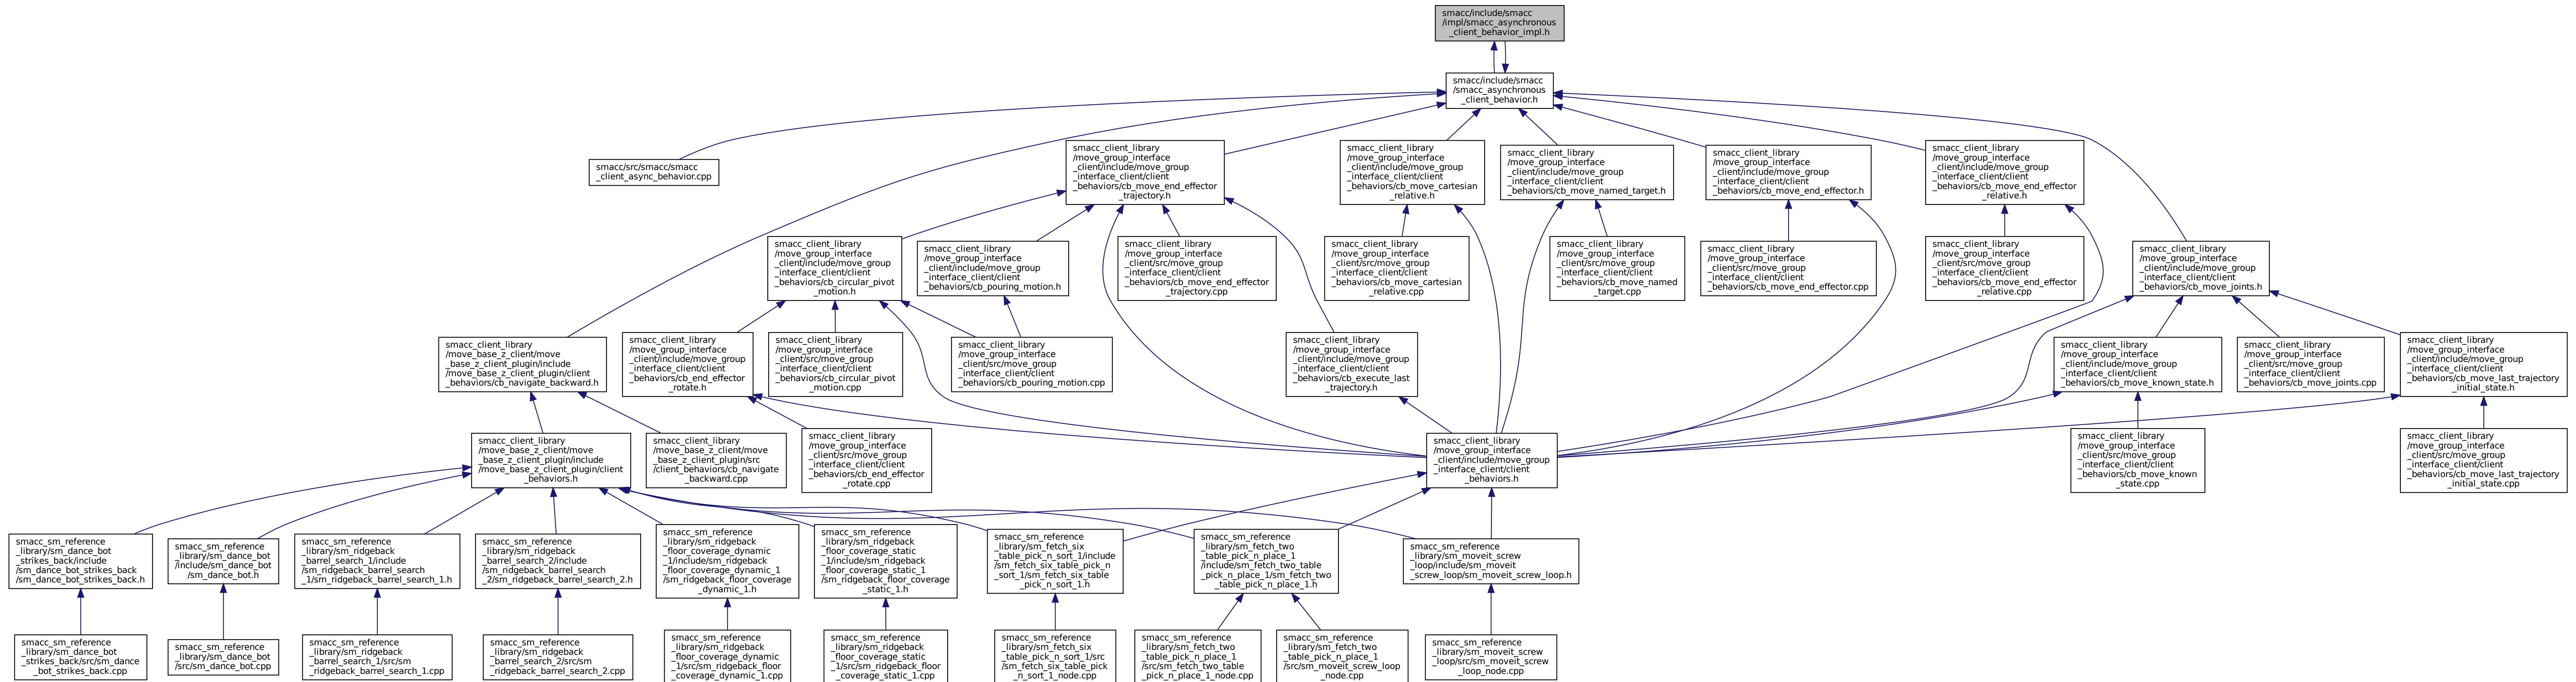 smacc/include/smacc
/impl/smacc_asynchronous
_client_behavior_impl.h
smacc/include/smacc
/smacc_asynchronous
_client_behavior.h
smacc/src/smacc/smacc
_client_async_behavior.cpp
smacc_client_library
/move_group_interface
_client/include/move_group
_interface_client/client
_behaviors/cb_move_end_effector
_trajectory.h
smacc_client_library
/move_group_interface
_client/include/move_group
_interface_client/client
_behaviors/cb_move_cartesian
_relative.h
smacc_client_library
/move_group_interface
_client/include/move_group
_interface_client/client
_behaviors/cb_move_named_target.h
smacc_client_library
/move_group_interface
_client/include/move_group
_interface_client/client
_behaviors/cb_move_end_effector.h
smacc_client_library
/move_group_interface
_client/include/move_group
_interface_client/client
_behaviors/cb_move_end_effector
_relative.h
smacc_client_library
/move_group_interface
_client/include/move_group
_interface_client/client
_behaviors/cb_circular_pivot
_motion.h
smacc_client_library
/move_group_interface
_client/include/move_group
_interface_client/client
_behaviors/cb_pouring_motion.h
smacc_client_library
/move_group_interface
_client/src/move_group
_interface_client/client
_behaviors/cb_move_end_effector
_trajectory.cpp
smacc_client_library
/move_group_interface
_client/src/move_group
_interface_client/client
_behaviors/cb_move_cartesian
_relative.cpp
smacc_client_library
/move_group_interface
_client/src/move_group
_interface_client/client
_behaviors/cb_move_named
_target.cpp
smacc_client_library
/move_group_interface
_client/src/move_group
_interface_client/client
_behaviors/cb_move_end_effector.cpp
smacc_client_library
/move_group_interface
_client/src/move_group
_interface_client/client
_behaviors/cb_move_end_effector
_relative.cpp
smacc_client_library
/move_group_interface
_client/include/move_group
_interface_client/client
_behaviors/cb_move_joints.h
smacc_client_library
/move_base_z_client/move
_base_z_client_plugin/include
/move_base_z_client_plugin/client
_behaviors/cb_navigate_backward.h
smacc_client_library
/move_group_interface
_client/include/move_group
_interface_client/client
_behaviors/cb_end_effector
_rotate.h
smacc_client_library
/move_group_interface
_client/src/move_group
_interface_client/client
_behaviors/cb_circular_pivot
_motion.cpp
smacc_client_library
/move_group_interface
_client/src/move_group
_interface_client/client
_behaviors/cb_pouring_motion.cpp
smacc_client_library
/move_group_interface
_client/include/move_group
_interface_client/client
_behaviors/cb_execute_last
_trajectory.h
smacc_client_library
/move_group_interface
_client/include/move_group
_interface_client/client
_behaviors/cb_move_known_state.h
smacc_client_library
/move_group_interface
_client/src/move_group
_interface_client/client
_behaviors/cb_move_joints.cpp
smacc_client_library
/move_group_interface
_client/include/move_group
_interface_client/client
_behaviors/cb_move_last_trajectory
_initial_state.h
smacc_client_library
/move_base_z_client/move
_base_z_client_plugin/include
/move_base_z_client_plugin/client
_behaviors.h
smacc_client_library
/move_base_z_client/move
_base_z_client_plugin/src
/client_behaviors/cb_navigate
_backward.cpp
smacc_client_library
/move_group_interface
_client/src/move_group
_interface_client/client
_behaviors/cb_end_effector
_rotate.cpp
smacc_client_library
/move_group_interface
_client/include/move_group
_interface_client/client
_behaviors.h
smacc_client_library
/move_group_interface
_client/src/move_group
_interface_client/client
_behaviors/cb_move_known
_state.cpp
smacc_client_library
/move_group_interface
_client/src/move_group
_interface_client/client
_behaviors/cb_move_last_trajectory
_initial_state.cpp
smacc_sm_reference
_library/sm_dance_bot
_strikes_back/include
/sm_dance_bot_strikes_back
/sm_dance_bot_strikes_back.h
smacc_sm_reference
_library/sm_dance_bot
/include/sm_dance_bot
/sm_dance_bot.h
smacc_sm_reference
_library/sm_ridgeback
_barrel_search_1/include
/sm_ridgeback_barrel_search
_1/sm_ridgeback_barrel_search_1.h
smacc_sm_reference
_library/sm_ridgeback
_barrel_search_2/include
/sm_ridgeback_barrel_search
_2/sm_ridgeback_barrel_search_2.h
smacc_sm_reference
_library/sm_ridgeback
_floor_coverage_dynamic
_1/include/sm_ridgeback
_floor_coverage_dynamic_1
/sm_ridgeback_floor_coverage
_dynamic_1.h
smacc_sm_reference
_library/sm_ridgeback
_floor_coverage_static
_1/include/sm_ridgeback
_floor_coverage_static_1
/sm_ridgeback_floor_coverage
_static_1.h
smacc_sm_reference
_library/sm_fetch_six
_table_pick_n_sort_1/include
/sm_fetch_six_table_pick_n
_sort_1/sm_fetch_six_table
_pick_n_sort_1.h
smacc_sm_reference
_library/sm_fetch_two
_table_pick_n_place_1
/include/sm_fetch_two_table
_pick_n_place_1/sm_fetch_two
_table_pick_n_place_1.h
smacc_sm_reference
_library/sm_moveit_screw
_loop/include/sm_moveit
_screw_loop/sm_moveit_screw_loop.h
smacc_sm_reference
_library/sm_dance_bot
_strikes_back/src/sm_dance
_bot_strikes_back.cpp
smacc_sm_reference
_library/sm_dance_bot
/src/sm_dance_bot.cpp
smacc_sm_reference
_library/sm_ridgeback
_barrel_search_1/src/sm
_ridgeback_barrel_search_1.cpp
smacc_sm_reference
_library/sm_ridgeback
_barrel_search_2/src/sm
_ridgeback_barrel_search_2.cpp
smacc_sm_reference
_library/sm_ridgeback
_floor_coverage_dynamic
_1/src/sm_ridgeback_floor
_coverage_dynamic_1.cpp
smacc_sm_reference
_library/sm_ridgeback
_floor_coverage_static
_1/src/sm_ridgeback_floor
_coverage_static_1.cpp
smacc_sm_reference
_library/sm_fetch_six
_table_pick_n_sort_1/src
/sm_fetch_six_table_pick
_n_sort_1_node.cpp
smacc_sm_reference
_library/sm_fetch_two
_table_pick_n_place_1
/src/sm_fetch_two_table
_pick_n_place_1_node.cpp
smacc_sm_reference
_library/sm_fetch_two
_table_pick_n_place_1
/src/sm_moveit_screw_loop
_node.cpp
smacc_sm_reference
_library/sm_moveit_screw
_loop/src/sm_moveit_screw
_loop_node.cpp